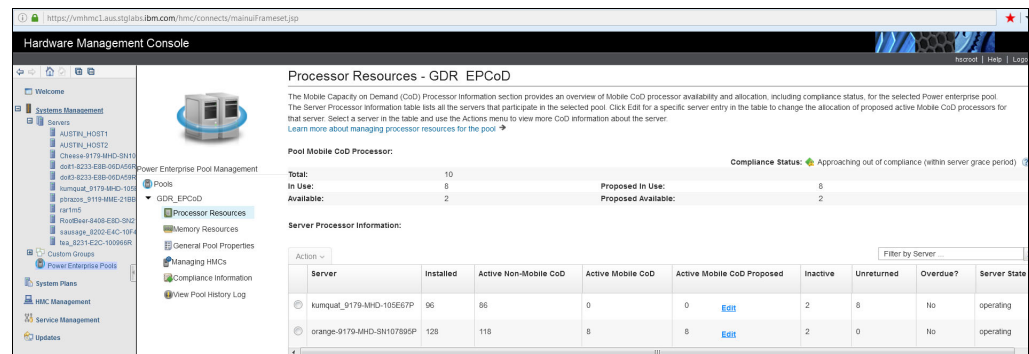 https://vmhmc1.aus.stglabs.ibm.com/hmc/connects/mainuiFrameset.jsp
Hardware Management Console
hscroot | Help | Logo
Welcome
Systems Management
Servers
AUSTIN_HOST1
AUSTIN_HOST2
Cheese-9179-MHD-SN10
doit1-8233-E8B-06DA56R
doit3-8233-E8B-06DA59R
kumquat_9179-MHD-105E
pbrazos_9119-MME-21BB
rar1m5
RootBeer-8408-E8D-SN2
sausage_8202-E4C-10F4
tea_8231-E2C-100966R
Custom Groups
Power Enterprise Pools
System Plans
HMC Management
Service Management
Updates
Power Enterprise Pool Management
Pools
GDR_EPCoD
Processor Resources
Memory Resources
General Pool Properties
Managing HMCs
Compliance Information
View Pool History Log
Processor Resources - GDR EPCoD
The Mobile Capacity on Demand (CoD) Processor Information section provides an overview of Mobile CoD processor availability and allocation, including compliance status, for the selected Power enterprise pool.
The Server Processor Information table lists all the servers that participate in the selected pool. Click Edit for a specific server entry in the table to change the allocation of proposed active Mobile CoD processors for
that server. Select a server in the table and use the Actions menu to view more CoD information about the server.
Learn more about managing processor resources for the pool
Pool Mobile CoD Processor:
Compliance Status: Approaching out of compliance (within server grace period)
Total: 10
In Use: 8 Proposed In Use: 8
Available: 2 Proposed Available: 2
Server Processor Information:
Action Filter by Server ...
Server Installed Active Non-Mobile CoD Active Mobile CoD Active Mobile CoD Proposed Inactive Unreturned Overdue? Server State
kumquat_9179-MHD-105E67P 96 86 0 0 Edit 2 8 No operating
orange-9179-MHD-SN107895P 128 118 8 8 Edit 2 0 No operating